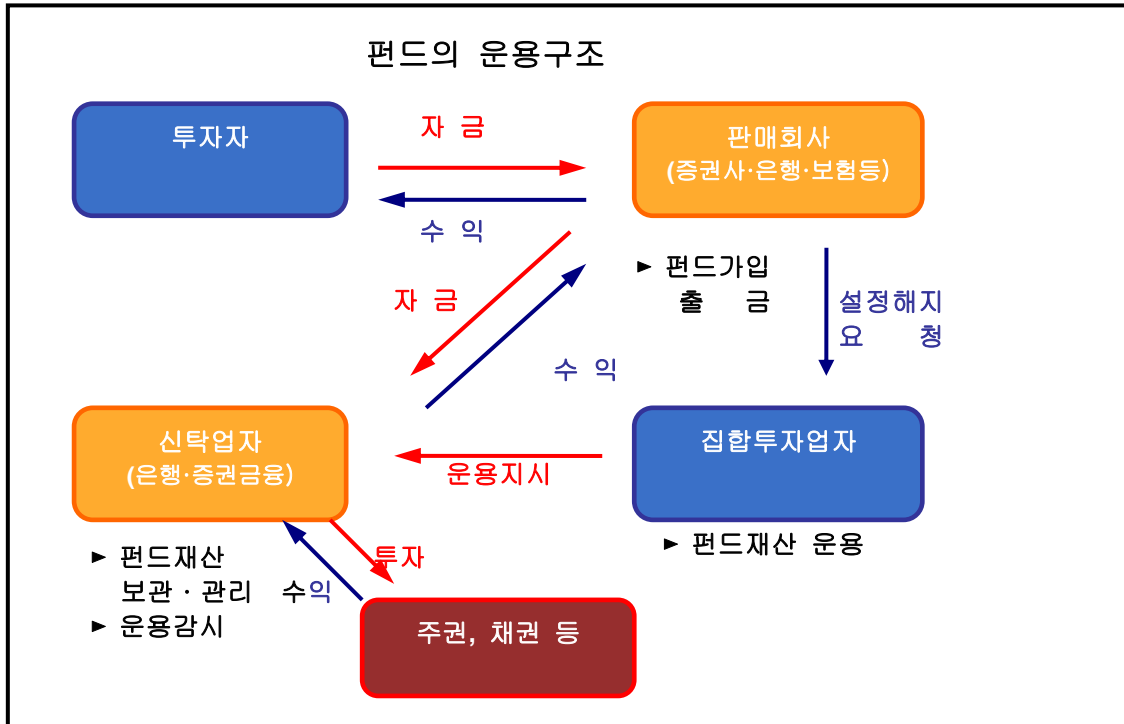 펀드의 운용구조
투자자
자 금
판매회사
(증권사·은행·보험등)
수 익
자 금
► 펀드가입
출 금
설정해지
요 청
수 익
신탁업자
(은행·증권금융)
운용지시
집합투자업자
► 펀드재산
보관·관리
► 운용감시
투자
수익
► 펀드재산 운용
주권, 채권 등